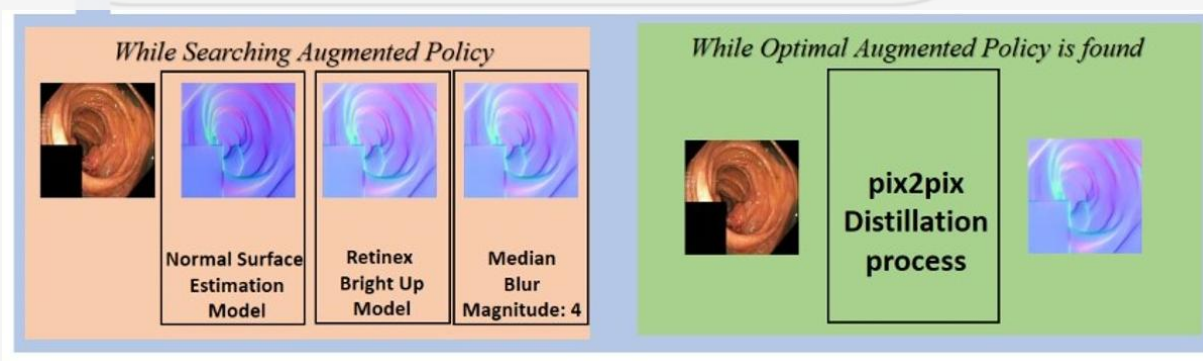 While Searching Augmented Policy
Normal Surface
Estimation
Model
Retinex
Bright Up
Model
Median
Blur
Magnitude: 4
While Optimal Augmented Policy is found
pix2pix
Distillation
process